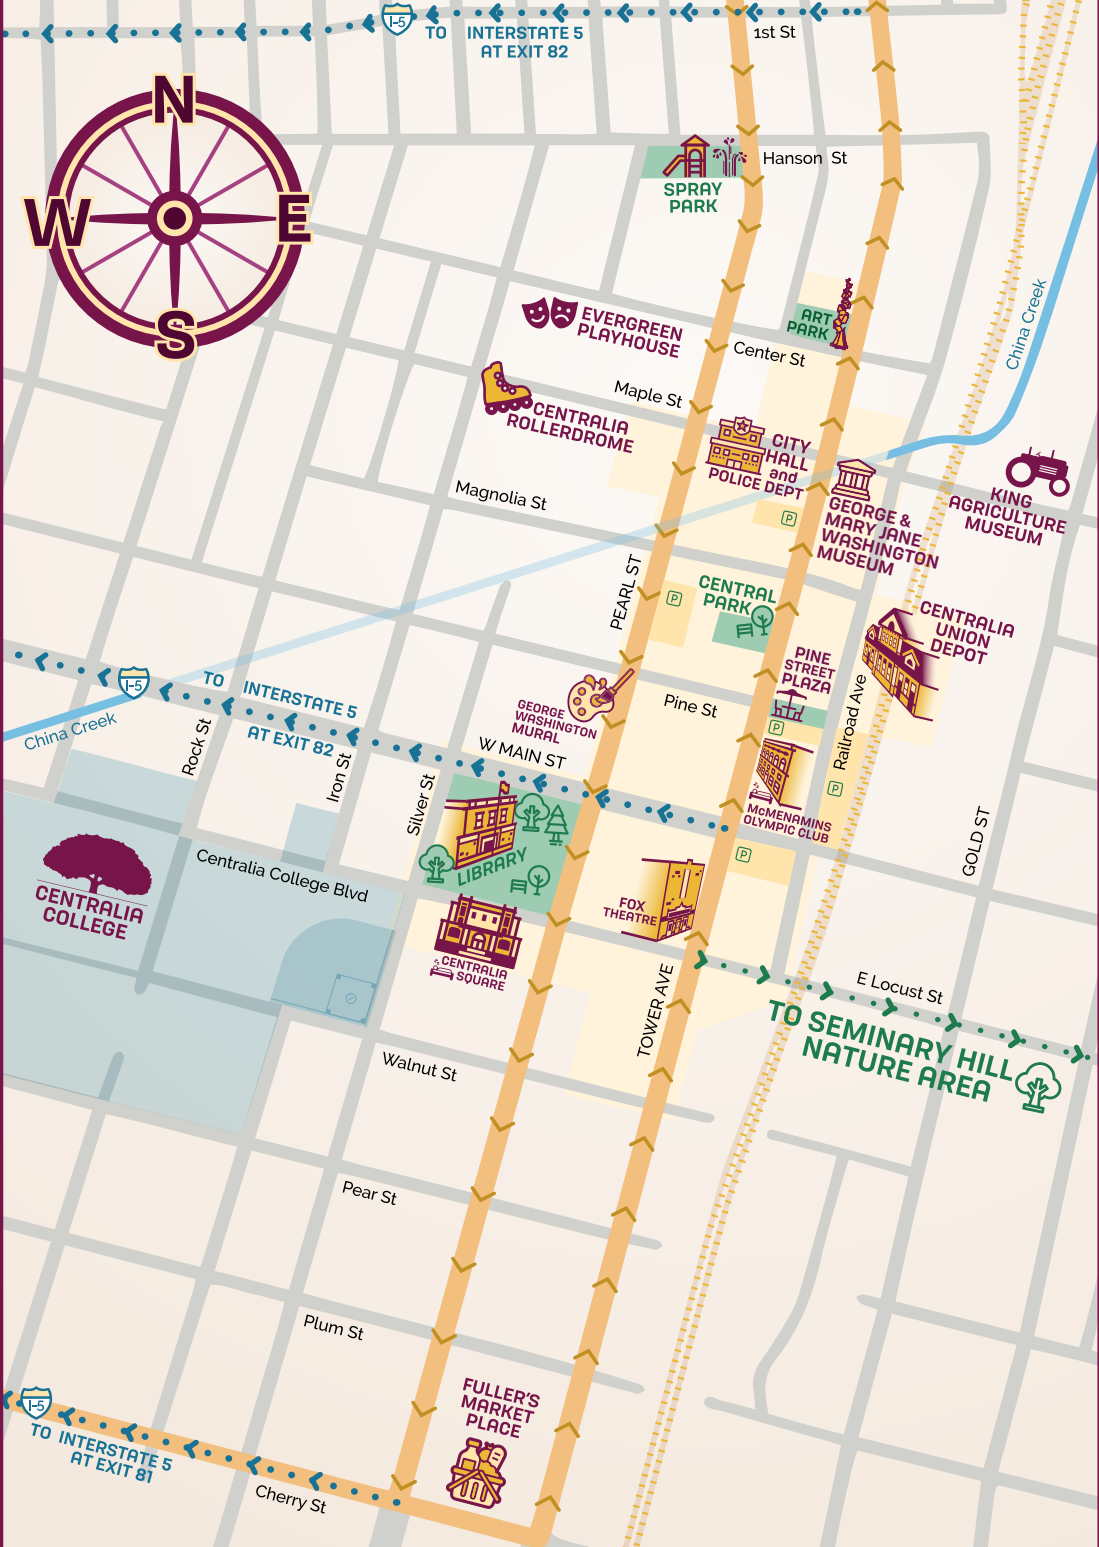 I-5
TO INTERSTATE 5
AT EXIT 82
1st St
N
W
E
S
Hanson St
SPRAY
PARK
China Creek
EVERGREEN
PLAYHOUSE
ART
PARK
Center St
Maple St
CENTRALIA
ROLLERDROME
CITY
HALL
and
POLICE DEPT
KING
AGRICULTURE
MUSEUM
Magnolia St
P
GEORGE &
MARY JANE
WASHINGTON
MUSEUM
PEARL ST
P
CENTRAL
PARK
CENTRALIA
UNION
DEPOT
PINE
STREET
PLAZA
I-5
TO INTERSTATE 5
AT EXIT 82
China Creek
Rock St
Iron St
Silver St
GEORGE
WASHINGTON
MURAL
Pine St
P
Railroad Ave
W MAIN ST
P
McMENAMINS
OLYMPIC CLUB
GOLD ST
P
LIBRARY
Centralia College Blvd
CENTRALIA
COLLEGE
FOX
THEATRE
CENTRALIA
SQUARE
TOWER AVE
E Locust St
TO SEMINARY HILL
NATURE AREA
Walnut St
Pear St
Plum St
FULLER'S
MARKET
PLACE
I-5
TO INTERSTATE 5
AT EXIT 81
Cherry St